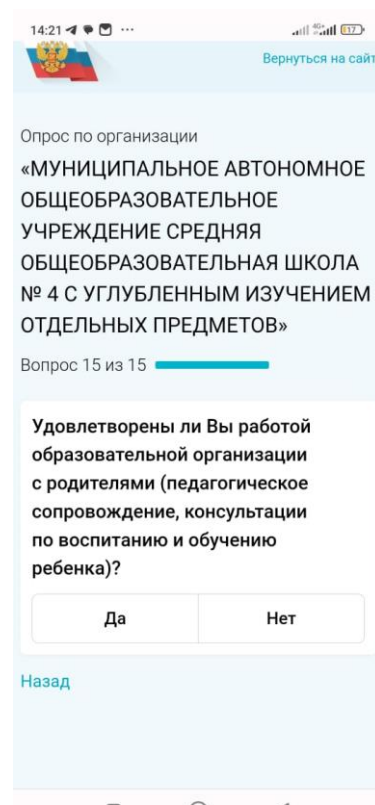 14:21
4G+
17
Вернуться на сайт
Опрос по организации
«МУНИЦИПАЛЬНОЕ АВТОНОМНОЕ
ОБЩЕОБРАЗОВАТЕЛЬНОЕ
УЧРЕЖДЕНИЕ СРЕДНЯЯ
ОБЩЕОБРАЗОВАТЕЛЬНАЯ ШКОЛА
№ 4 С УГЛУБЛЕННЫМ ИЗУЧЕНИЕМ
ОТДЕЛЬНЫХ ПРЕДМЕТОВ»
Вопрос 15 из 15
Удовлетворены ли Вы работой
образовательной организации
с родителями (педагогическое
сопровождение, консультации
по воспитанию и обучению
ребенка)?
Да Нет
Назад